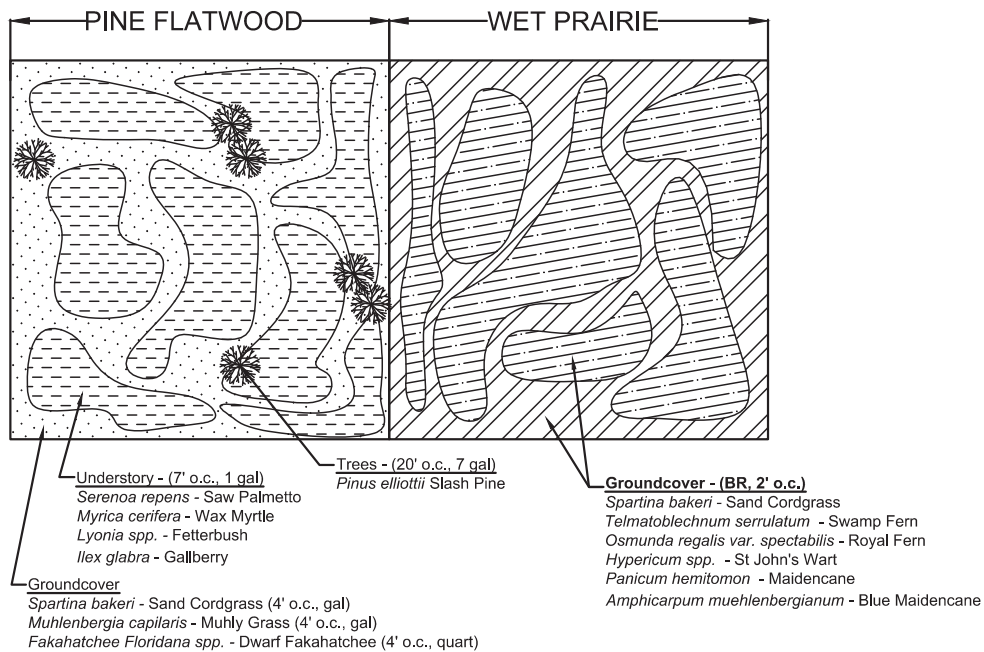 PINE FLATWOOD
WET PRAIRIE
Understory - (7' o.c., 1 gal)
Serenoa repens - Saw Palmetto
Myrica cerifera - Wax Myrtle
Lyonia spp. - Fetterbush
Ilex glabra - Gallberry
Trees - (20' o.c., 7 gal)
Pinus elliottii Slash Pine
Groundcover - (BR, 2' o.c.)
Spartina bakeri - Sand Cordgrass
Telmatoblechnum serrulatum - Swamp Fern
Osmunda regalis var. spectabilis - Royal Fern
Hypericum spp. - St John's Wart
Panicum hemitomon - Maidencane
Amphicarpum muehlenbergianum - Blue Maidencane
Groundcover
Spartina bakeri - Sand Cordgrass (4' o.c., gal)
Muhlenbergia capilaris - Muhly Grass (4' o.c., gal)
Fakahatchee Floridana spp. - Dwarf Fakahatchee (4' o.c., quart)